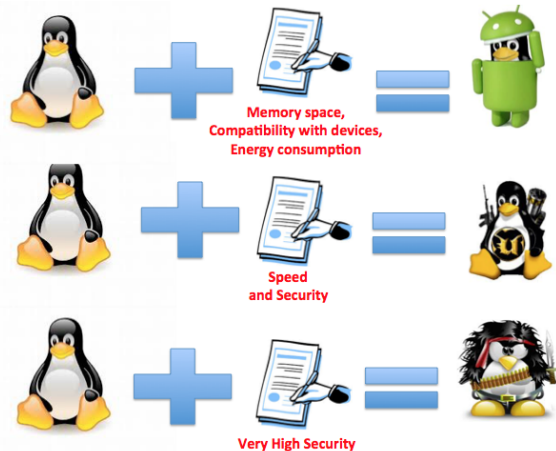 Memory space,
Compatibility with devices,
Energy consumption
Speed
and Security
Very High Security